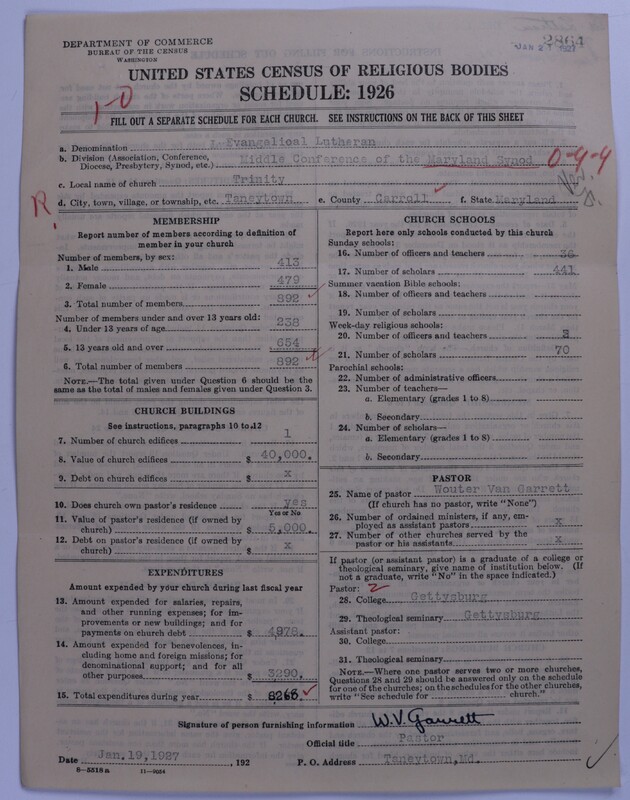 DEPARTMENT OF COMMERCE
BUREAU OF THE CENSUS
WASHINGTON
2864
JAN 21 1927
UNITED STATES CENSUS OF RELIGIOUS BODIES
SCHEDULE: 1926
1-0
FILL OUT A SEPARATE SCHEDULE FOR EACH CHURCH. SEE INSTRUCTIONS ON THE BACK OF THIS SHEET
a. Denomination Evangelical Lutheran
b. Division (Association, Conference, Diocese, Presbytery, Synod, etc.) Middle Conference of the Maryland Synod 0-4-4
c. Local name of church Trinity
R. d. City, town, village, or township, etc. Taneytown e. County Carroll f. State Maryland
MEMBERSHIP
Report number of members according to definition of
member in your church
Number of members, by sex:
1. Male 413
2. Female 479
3. Total number of members 892
Number of members under and over 13 years old:
4. Under 13 years of age 238
5. 13 years old and over 654
6. Total number of members 892
NOTE.—The total given under Question 6 should be
same as the total of males and females given under Question 3.
CHURCH BUILDINGS
See instructions, paragraphs 10 to 12
7. Number of church edifices 1
8. Value of church edifices $ 40,000.
9. Debt on church edifices $ x
10. Does church own pastor's residence yes
Yes or No
11. Value of pastor's residence (if owned by
church) $ 5,000.
12. Debt on pastor's residence (if owned by
church) $ x
EXPENDITURES
Amount expended by your church during last fiscal year
13. Amount expended for salaries, repairs,
and other running expenses; for im-
provements or new buildings; and for
payments on church debt $ 4978.
14. Amount expended for benevolences, in-
cluding home and foreign missions; for
denominational support; and for all
other purposes $ 3290.
15. Total expenditures during year $ 8268.
CHURCH SCHOOLS
Report here only schools conducted by this church
Sunday schools:
16. Number of officers and teachers 36
17. Number of scholars 441
Summer vacation Bible schools:
18. Number of officers and teachers
19. Number of scholars
Week-day religious schools:
20. Number of officers and teachers 3
21. Number of scholars 70
Parochial schools:
22. Number of administrative officers
23. Number of teachers—
a. Elementary (grades 1 to 8)
b. Secondary
24. Number of scholars—
a. Elementary (grades 1 to 8)
b. Secondary
PASTOR
25. Name of pastor Wouter Van Garrett
(If church has no pastor, write "None")
26. Number of ordained ministers, if any, em-
ployed as assistant pastors x
27. Number of other churches served by the
pastor or his assistants x
If pastor (or assistant pastor) is a graduate of a college or
theological seminary, give name of institution below. (If
not a graduate, write "No" in the space indicated.)
Pastor: 2
28. College Gettysburg
29. Theological seminary Gettysburg
Assistant pastor:
30. College
31. Theological seminary
NOTE.—Where one pastor serves two or more churches,
Questions 28 and 29 should be answered only on the schedule
for one of the churches; on the schedules for the other churches,
write "See schedule for church."
Signature of person furnishing information W.V. Garrett
Official title Pastor
Date Jan.19,1927, 192 P. O. Address Taneytown,Md.
8-5518a 11-9064